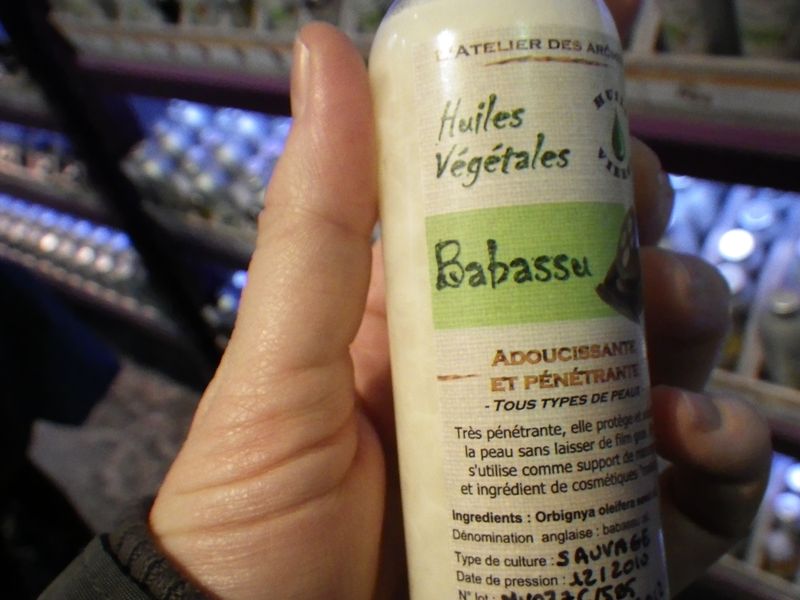 L'ATELIER DES
Huiles
Végétales
Babassu
ADOUCISSANTE
ET PÉNÉTRANTE
- TOUS TYPES DE PEAUX -
Très pénétrante, elle protège et
la peau sans laisser de film
s'utilise comme support de
et ingrédient de cosmétiques
Ingredients : Orbignya oleifera
Dénomination anglaise : babassu
Type de culture : SAUVAGE
Date de pression : 12/2010
N° lot :